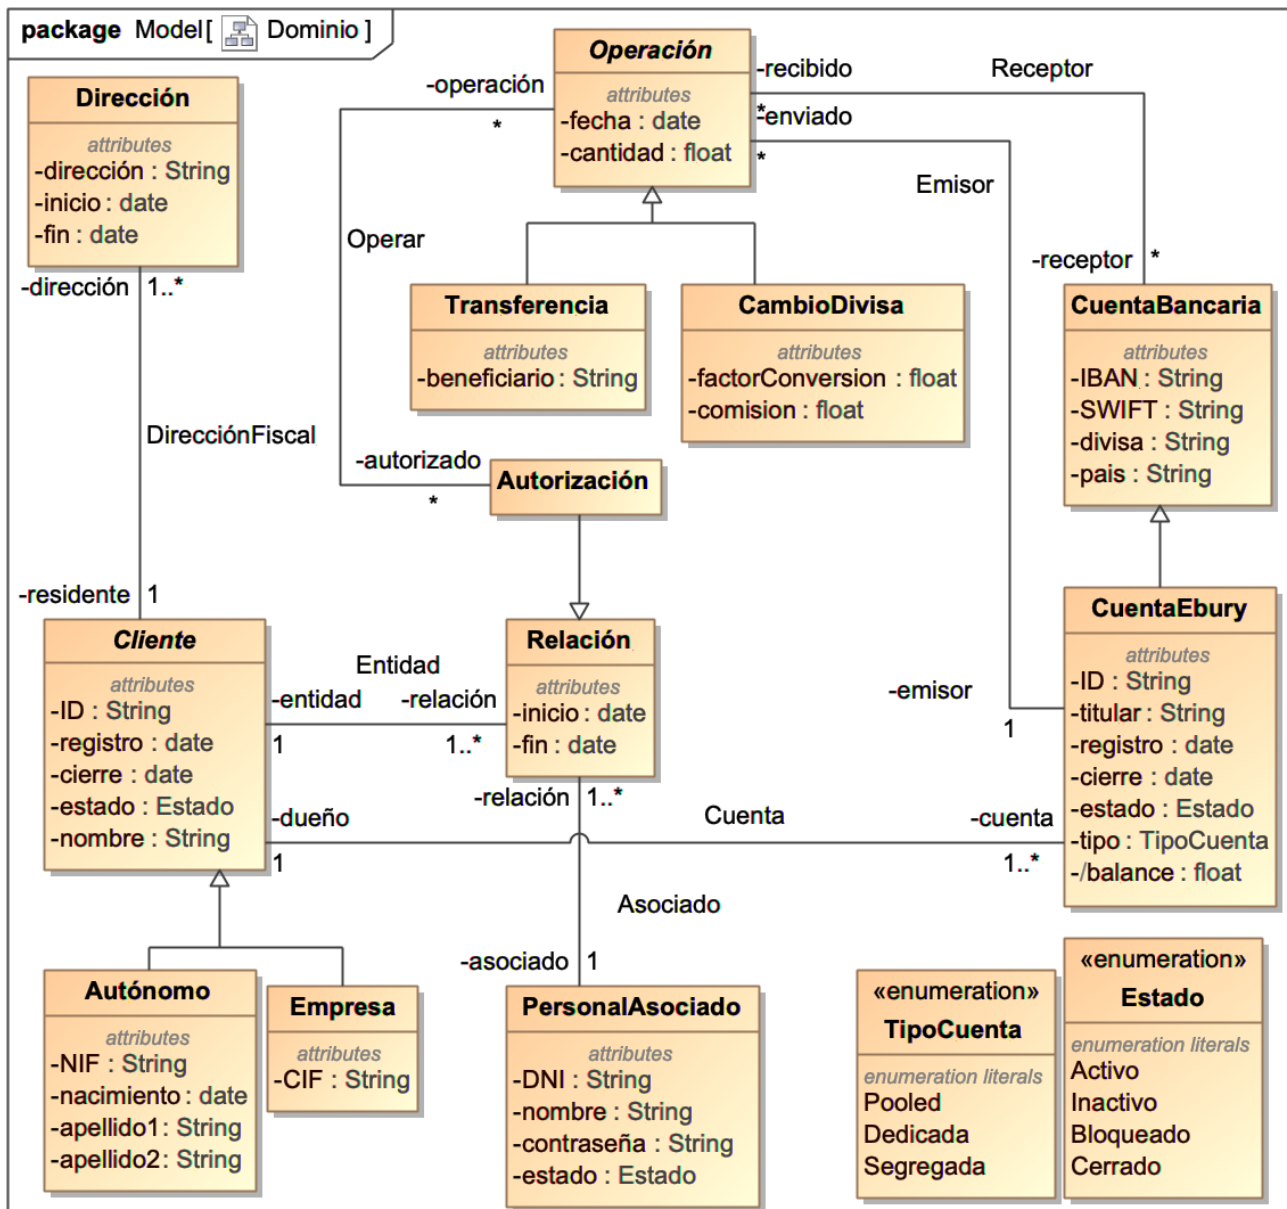 package Model[ Dominio ]
Dirección
attributes
-dirección : String
-inicio : date
-fin : date
-dirección 1..*
DirecciónFiscal
-residente 1
Operación
attributes
-fecha : date
-cantidad : float
-operación
*
Operar
-autorizado
*
-recibido
*
Receptor
-enviado
*
Emisor
-receptor *
Transferencia
attributes
-beneficiario : String
CambioDivisa
attributes
-factorConversion : float
-comision : float
CuentaBancaria
attributes
-IBAN : String
-SWIFT : String
-divisa : String
-pais : String
Autorización
Cliente
attributes
-ID : String
-registro : date
-cierre : date
-estado : Estado
-nombre : String
Entidad
-entidad
1
-relación
1..*
Relación
attributes
-inicio : date
-fin : date
-relación 1..*
-emisor
1
CuentaEbury
attributes
-ID : String
-titular : String
-registro : date
-cierre : date
-estado : Estado
-tipo : TipoCuenta
-/balance : float
-dueño
1
Cuenta
-cuenta
1..*
Asociado
-asociado 1
Autónomo
attributes
-NIF : String
-nacimiento : date
-apellido1: String
-apellido2: String
Empresa
attributes
-CIF : String
PersonalAsociado
attributes
-DNI : String
-nombre : String
-contraseña : String
-estado : Estado
«enumeration»
TipoCuenta
enumeration literals
Pooled
Dedicada
Segregada
«enumeration»
Estado
enumeration literals
Activo
Inactivo
Bloqueado
Cerrado